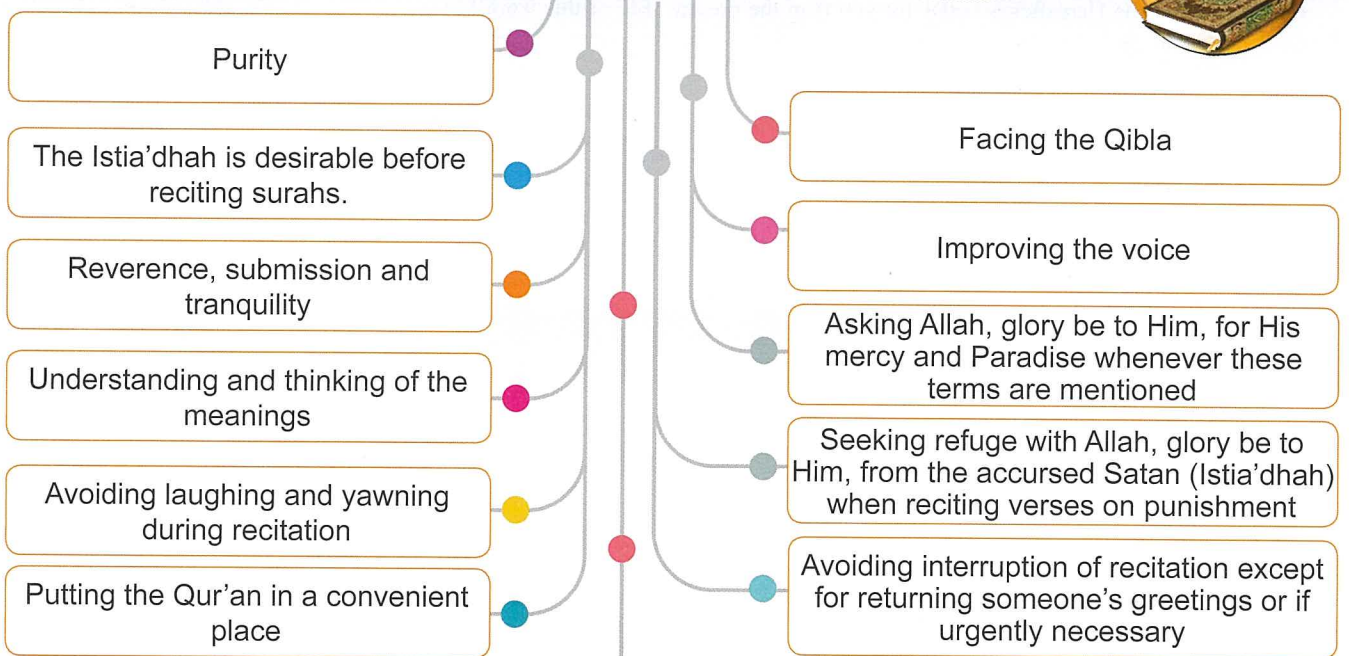 Purity
The Istia’dhah is desirable before
reciting surahs.
Reverence, submission and
tranquility
Understanding and thinking of the
meanings
Avoiding laughing and yawning
during recitation
Putting the Qur’an in a convenient
place
Facing the Qibla
Improving the voice
Asking Allah, glory be to Him, for His
mercy and Paradise whenever these
terms are mentioned
Seeking refuge with Allah, glory be to
Him, from the accursed Satan (Istia’dhah)
when reciting verses on punishment
Avoiding interruption of recitation except
for returning someone’s greetings or if
urgently necessary